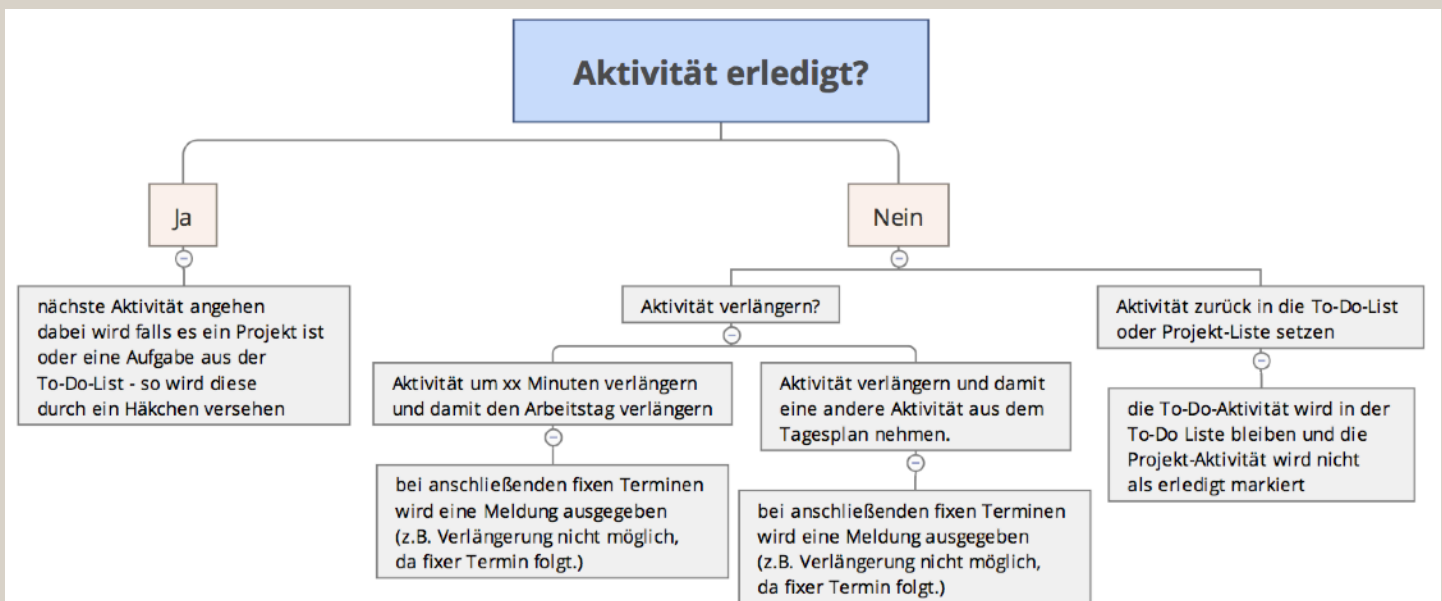 Aktivität erledigt?
Ja
Nein
nächste Aktivität angehen
dabei wird falls es ein Projekt ist
oder eine Aufgabe aus der
To-Do-List - so wird diese
durch ein Häkchen versehen
Aktivität verlängern?
Aktivität zurück in die To-Do-List
oder Projekt-Liste setzen
Aktivität um xx Minuten verlängern
und damit den Arbeitstag verlängern
Aktivität verlängern und damit
eine andere Aktivität aus dem
Tagesplan nehmen.
die To-Do-Aktivität wird in der
To-Do Liste bleiben und die
Projekt-Aktivität wird nicht
als erledigt markiert
bei anschließenden fixen Terminen
wird eine Meldung ausgegeben
(z.B. Verlängerung nicht möglich,
da fixer Termin folgt.)
bei anschließenden fixen Terminen
wird eine Meldung ausgegeben
(z.B. Verlängerung nicht möglich,
da fixer Termin folgt.)